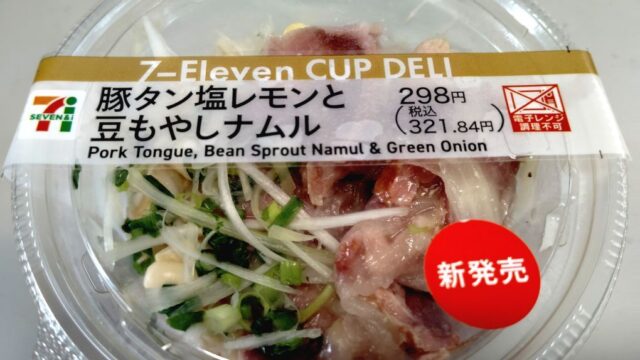 7-Eleven CUP DELI
SEVEN&i
豚タン塩レモンと
豆もやしナムル
298円
税込
(321.84円)
電子レンジ
調理不可
Pork Tongue, Bean Sprout Namul & Green Onion
新発売